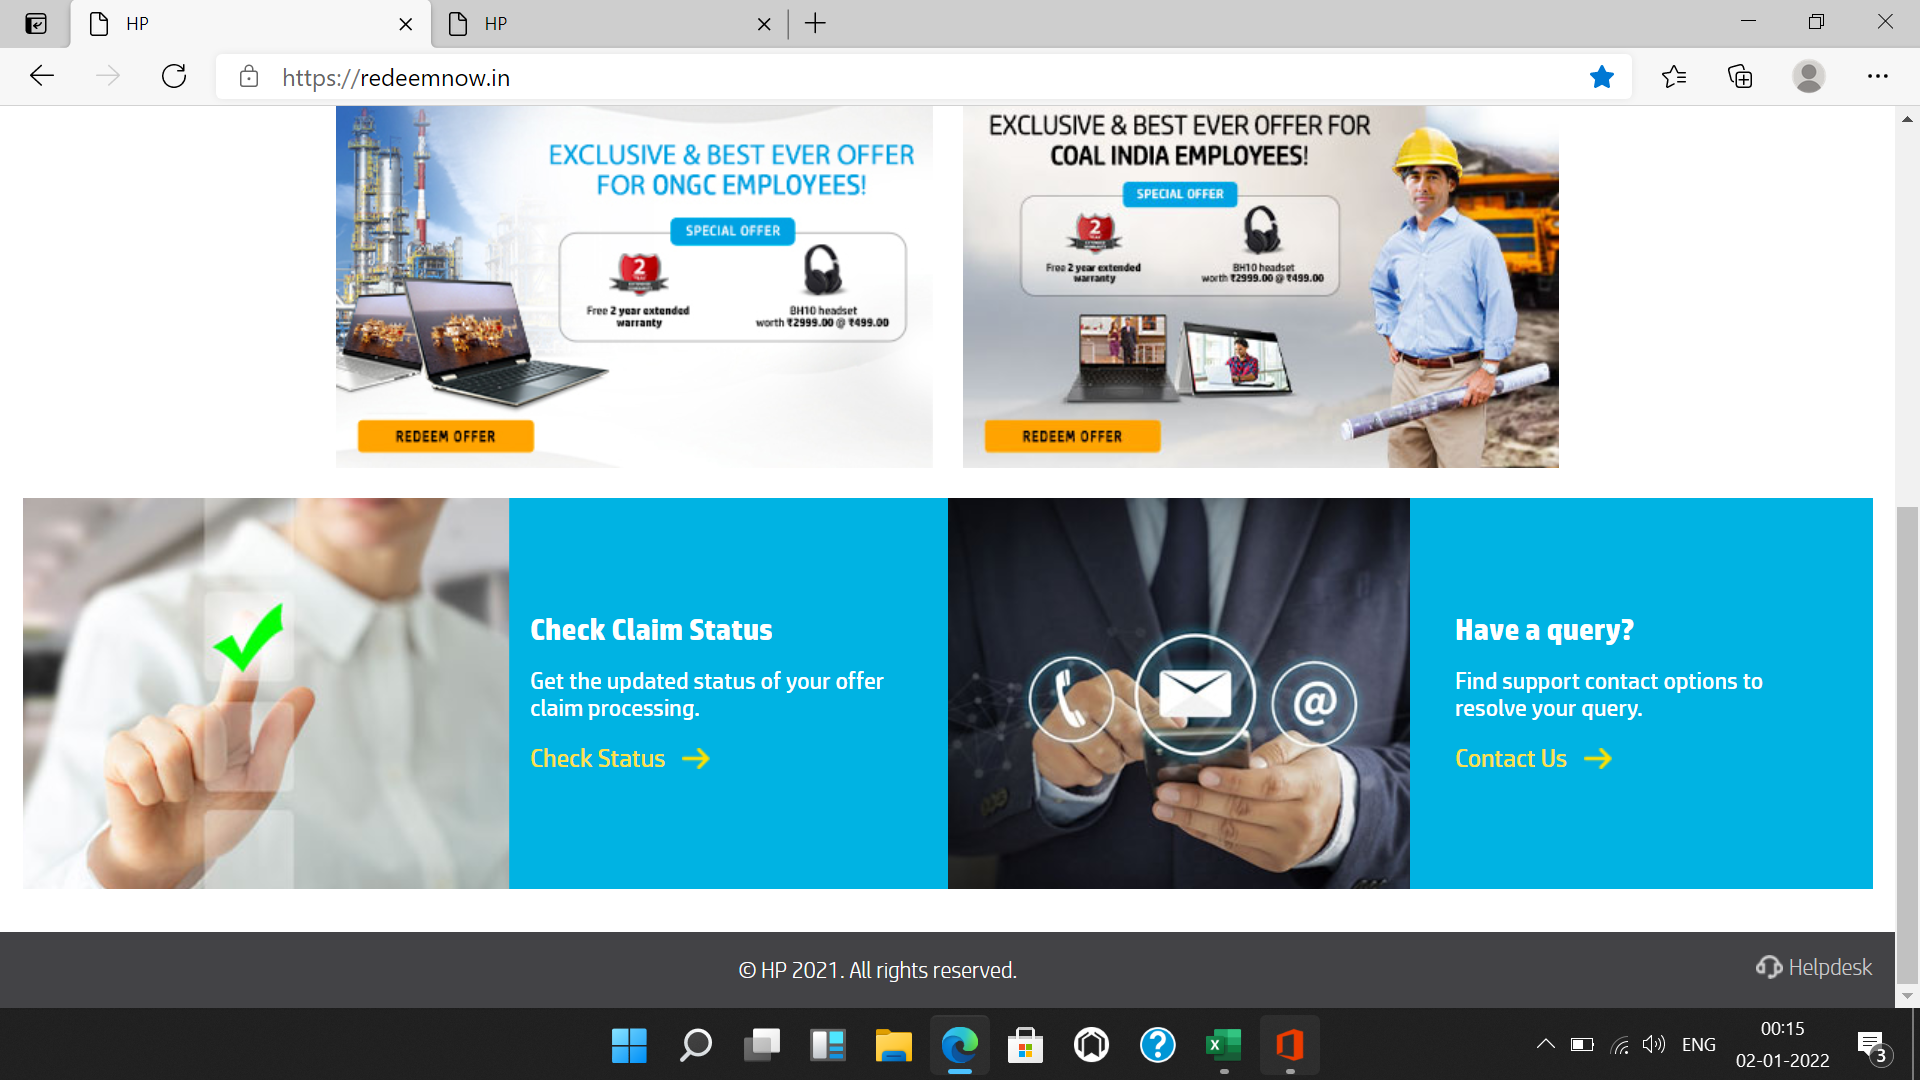 HP
HP
https://redeemnow.in
EXCLUSIVE & BEST EVER OFFER
FOR ONGC EMPLOYEES!
SPECIAL OFFER
2
Free 2 year extended
warranty
BH10 headset
worth ₹2999.00 @ ₹499.00
REDEEM OFFER
EXCLUSIVE & BEST EVER OFFER FOR
COAL INDIA EMPLOYEES!
SPECIAL OFFER
2
Free 2 year extended
warranty
BH10 headset
worth ₹2999.00 @ ₹499.00
REDEEM OFFER
Check Claim Status
Get the updated status of your offer
claim processing.
Check Status
@
Have a query?
Find support contact options to
resolve your query.
Contact Us
© HP 2021. All rights reserved.
Helpdesk
ENG
00:15
02-01-2022
3